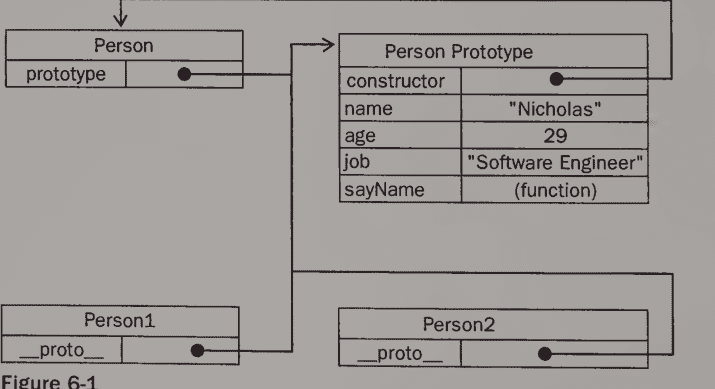 Person
prototype
Person Prototype
constructor
name "Nicholas"
age 29
job "Software Engineer"
sayName (function)
Person1
__proto__
Person2
__proto__
Figure 6-1